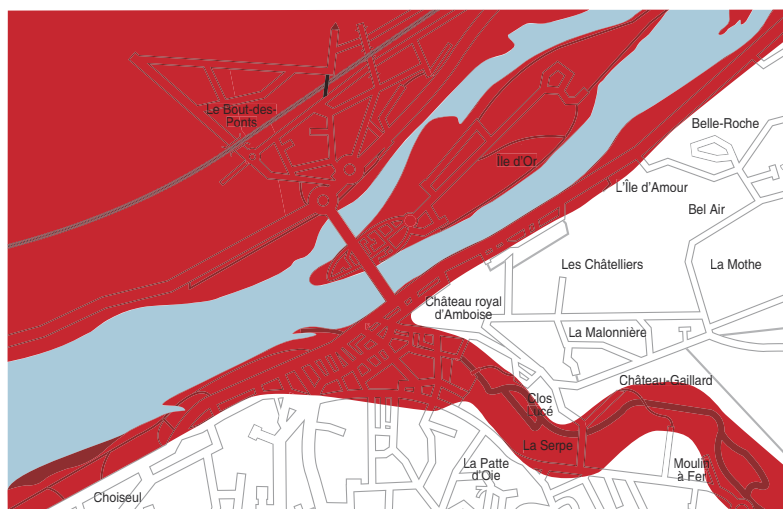 Le Bout-des-
Ponts
Belle-Roche
Île d'Or
L'Île d'Amour
Bel Air
Les Châtelliers
La Mothe
Château royal
d'Amboise
La Malonnière
Château-Gaillard
Clos
Lucé
La Serpe
La Patte
d'Oie
Moulin
à Fer
Choiseul